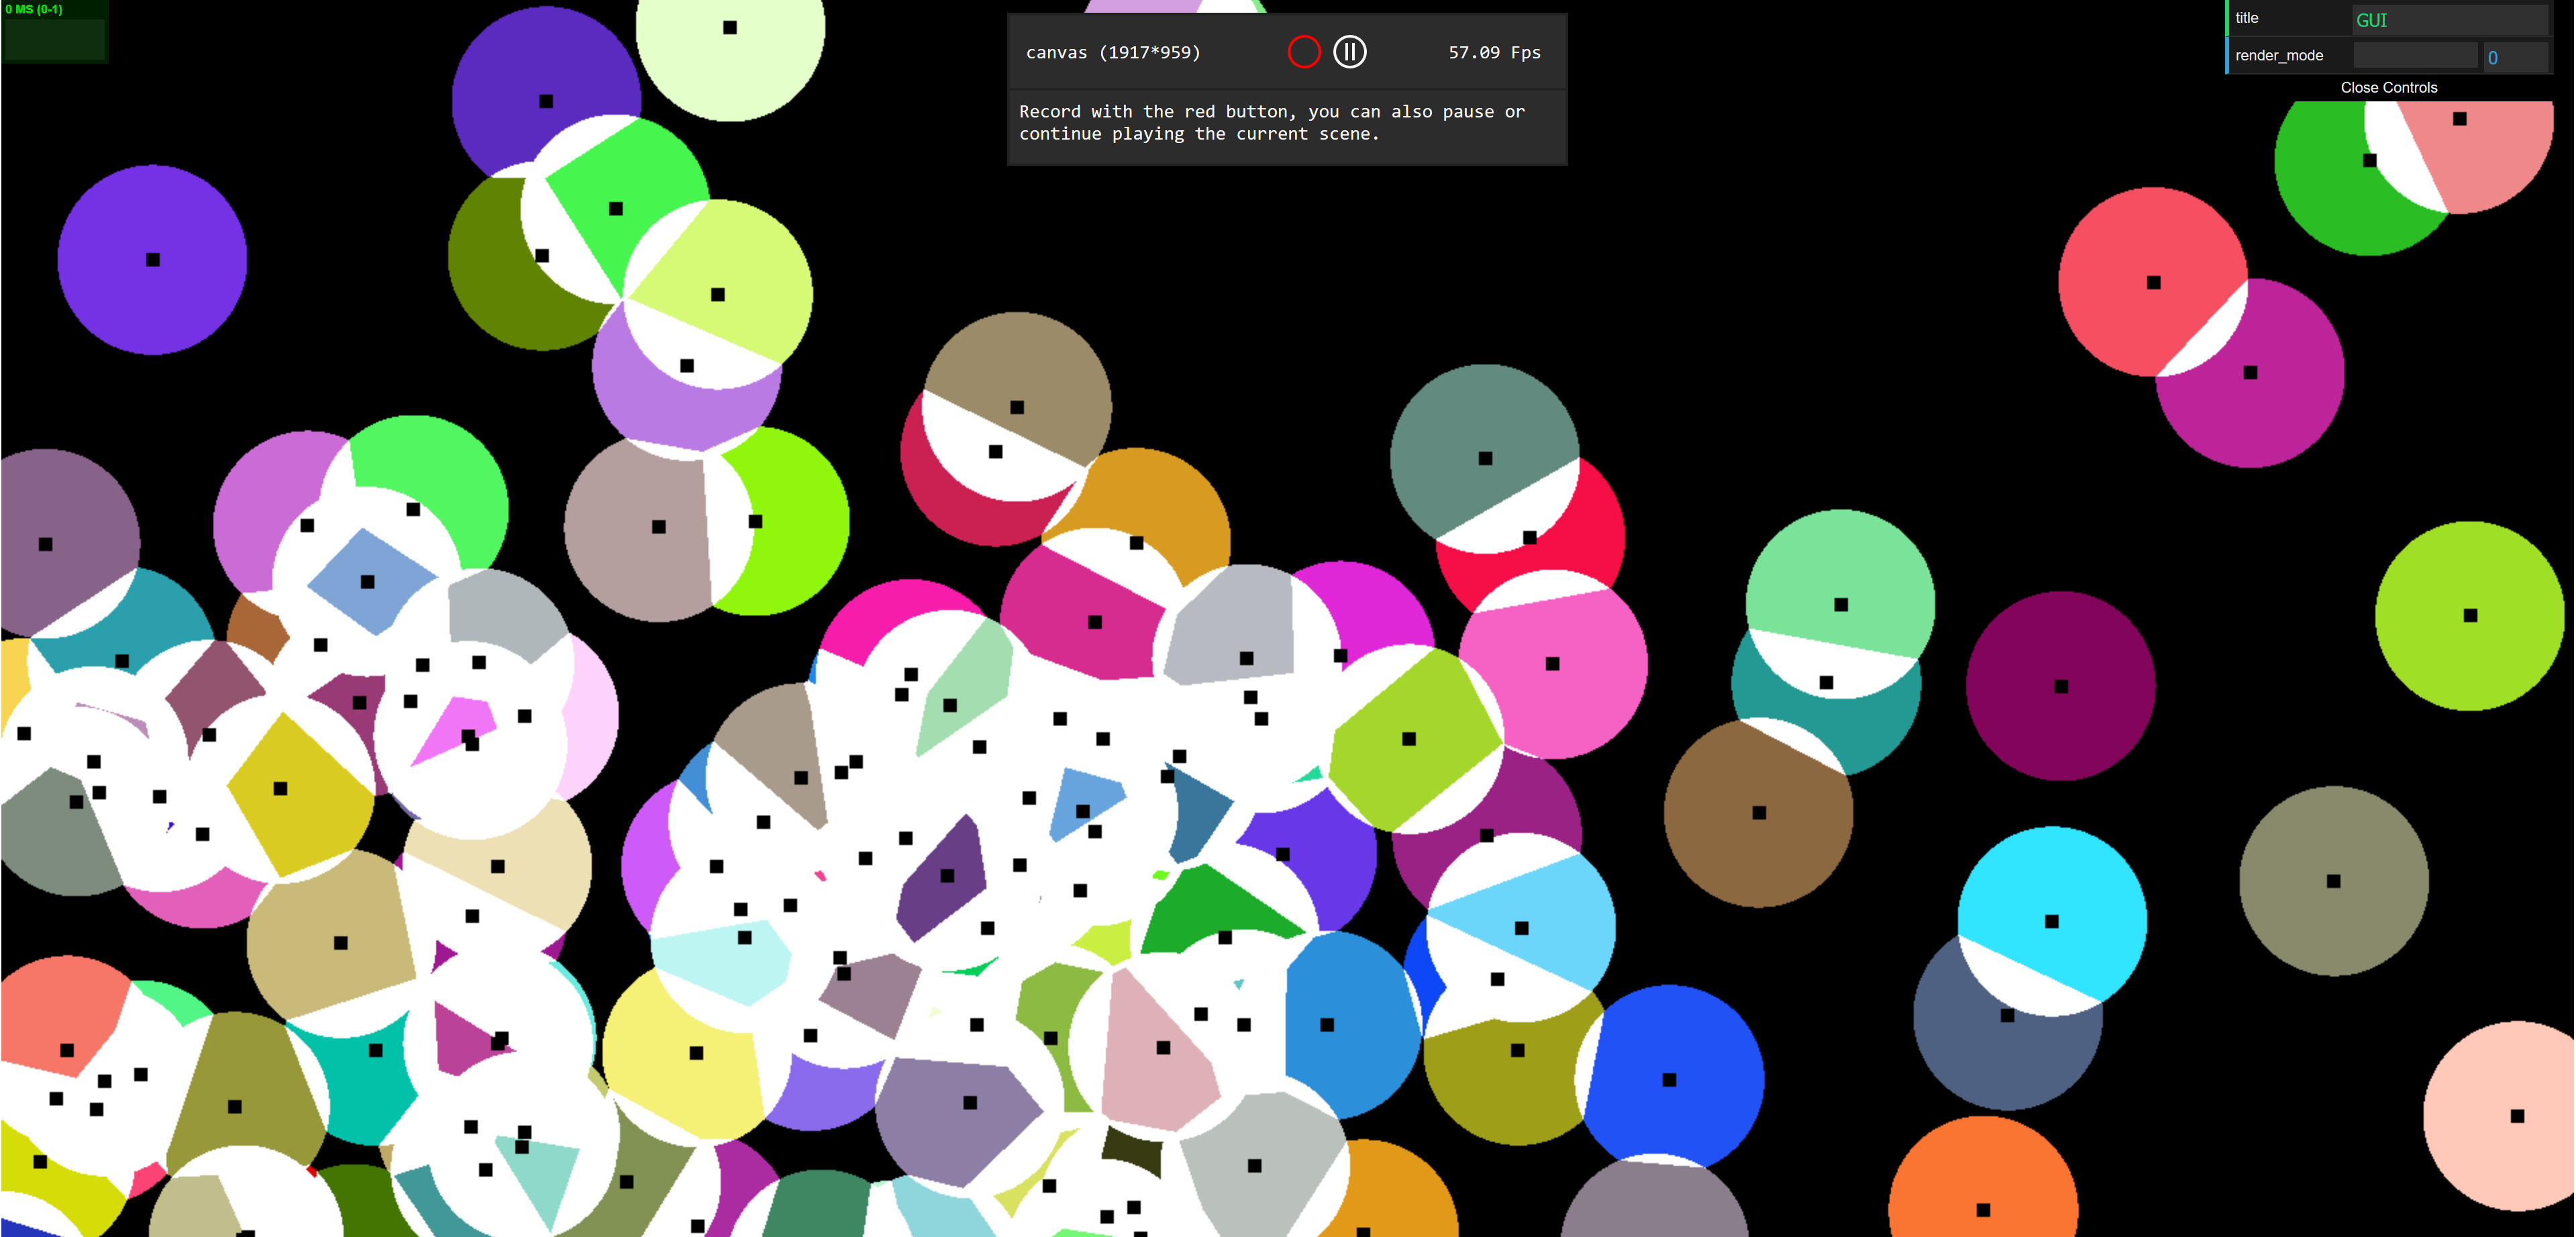 0 MS (0-1)
canvas (1917*959)
57.09 Fps
Record with the red button, you can also pause or
continue playing the current scene.
title
GUI
render_mode
0
Close Controls